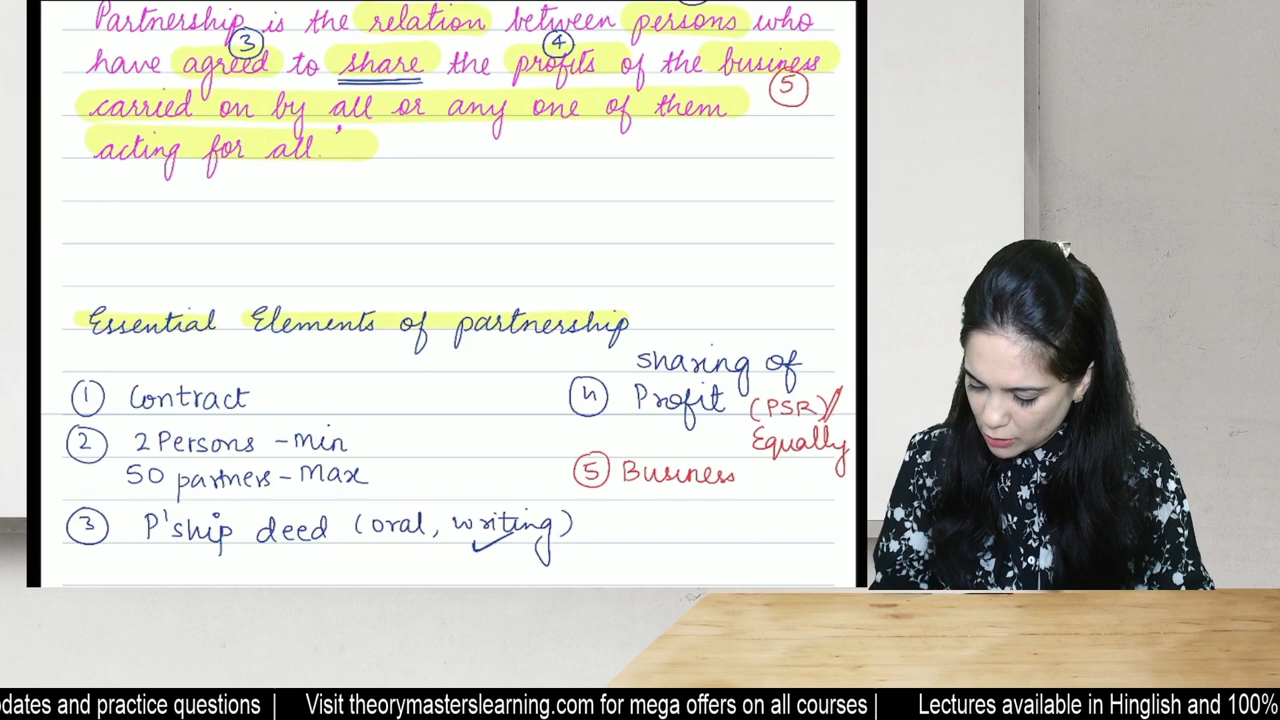 Partnership is the relation between persons who
3
4
have agreed to share the profits of the business
5
carried on by all or any one of them
acting for all.'
Essential Elements of partnership
sharing of
1 Contract
4 Profit (PSR)/
Equally
2 2 Persons - Min
50 partners - Max
5 Business
3 P'ship deed (oral, writing)
dates and practice questions | Visit theorymasterslearning.com for mega offers on all courses | Lectures available in Hinglish and 100%